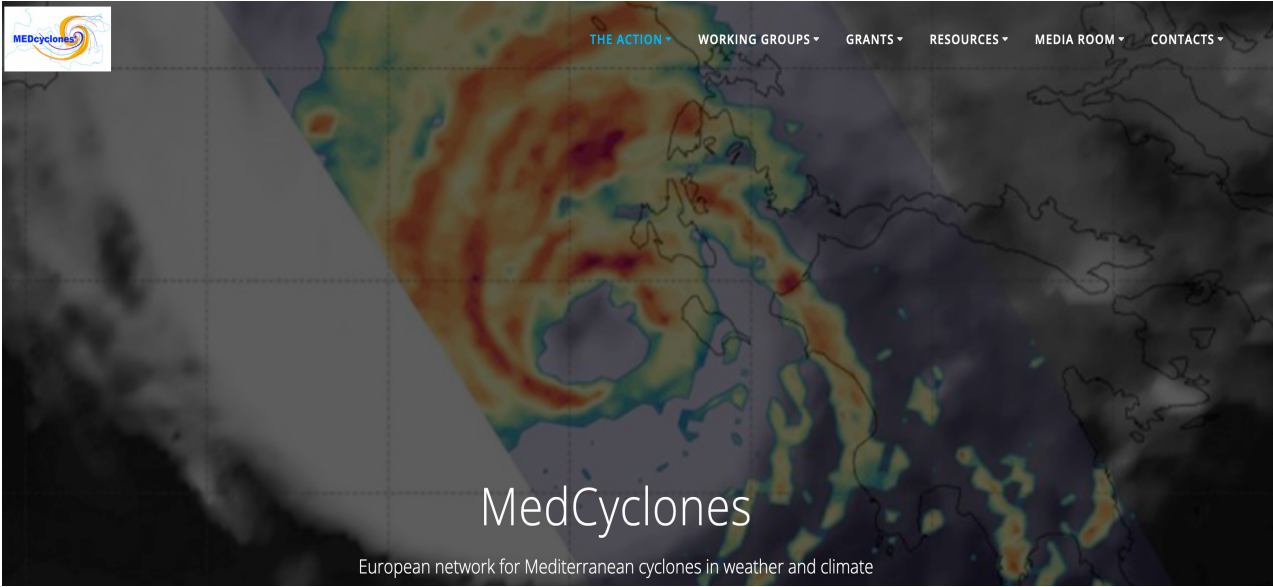 MEDcyclones
THE ACTION WORKING GROUPS GRANTS RESOURCES MEDIA ROOM CONTACTS
MedCyclones
European network for Mediterranean cyclones in weather and climate